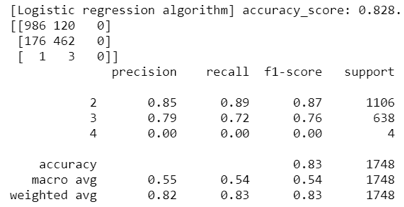 [Logistic regression algorithm] accuracy_score: 0.828.
[[986 120   0]
 [176 462   0]
 [  1   3   0]]
              precision    recall  f1-score   support

           2       0.85      0.89      0.87      1106
           3       0.79      0.72      0.76       638
           4       0.00      0.00      0.00         4

    accuracy                           0.83      1748
   macro avg       0.55      0.54      0.54      1748
weighted avg       0.82      0.83      0.83      1748